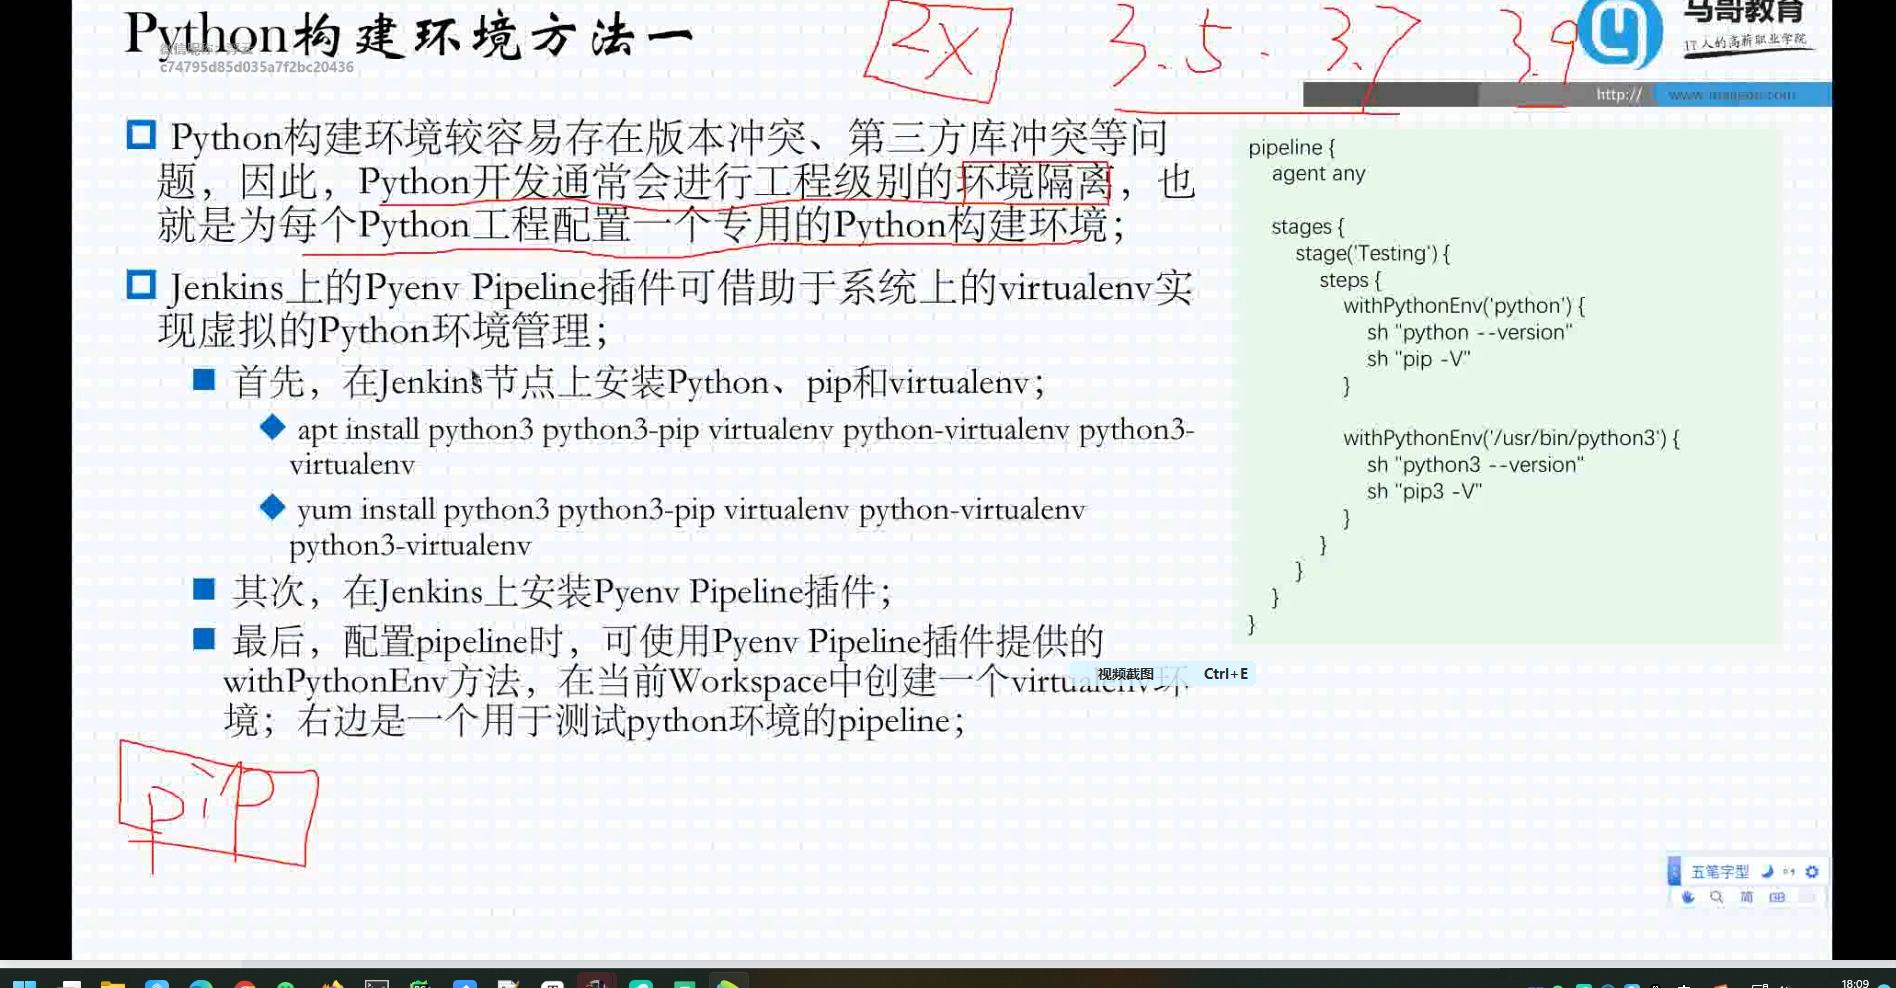 Python构建环境方法一
c74795d85d035a7f2bc20436
2x 3.5. 3.7 3.9
马哥教育
IT人的高薪职业学院
http://
Python构建环境较容易存在版本冲突、第三方库冲突等问
题，因此，Python开发通常会进行工程级别的环境隔离，也
就是为每个Python工程配置一个专用的Python构建环境；
Jenkins上的Pyenv Pipeline插件可借助于系统上的virtualenv实
现虚拟的Python环境管理；
首先，在Jenkins节点上安装Python、pip和virtualenv；
apt install python3 python3-pip virtualenv python-virtualenv python3-
virtualenv
yum install python3 python3-pip virtualenv python-virtualenv
python3-virtualenv
其次，在Jenkins上安装Pyenv Pipeline插件；
最后，配置pipeline时，可使用Pyenv Pipeline插件提供的
withPythonEnv方法，在当前Workspace中创建一个virtualenv环
境；右边是一个用于测试python环境的pipeline；
pip
pipeline {
agent any
stages {
stage('Testing') {
steps {
withPythonEnv('python') {
sh "python --version"
sh "pip -V"
}
withPythonEnv('/usr/bin/python3') {
sh "python3 --version"
sh "pip3 -V"
}
}
}
}
}
视频截图 Ctrl+E
五笔字型
简
18:09